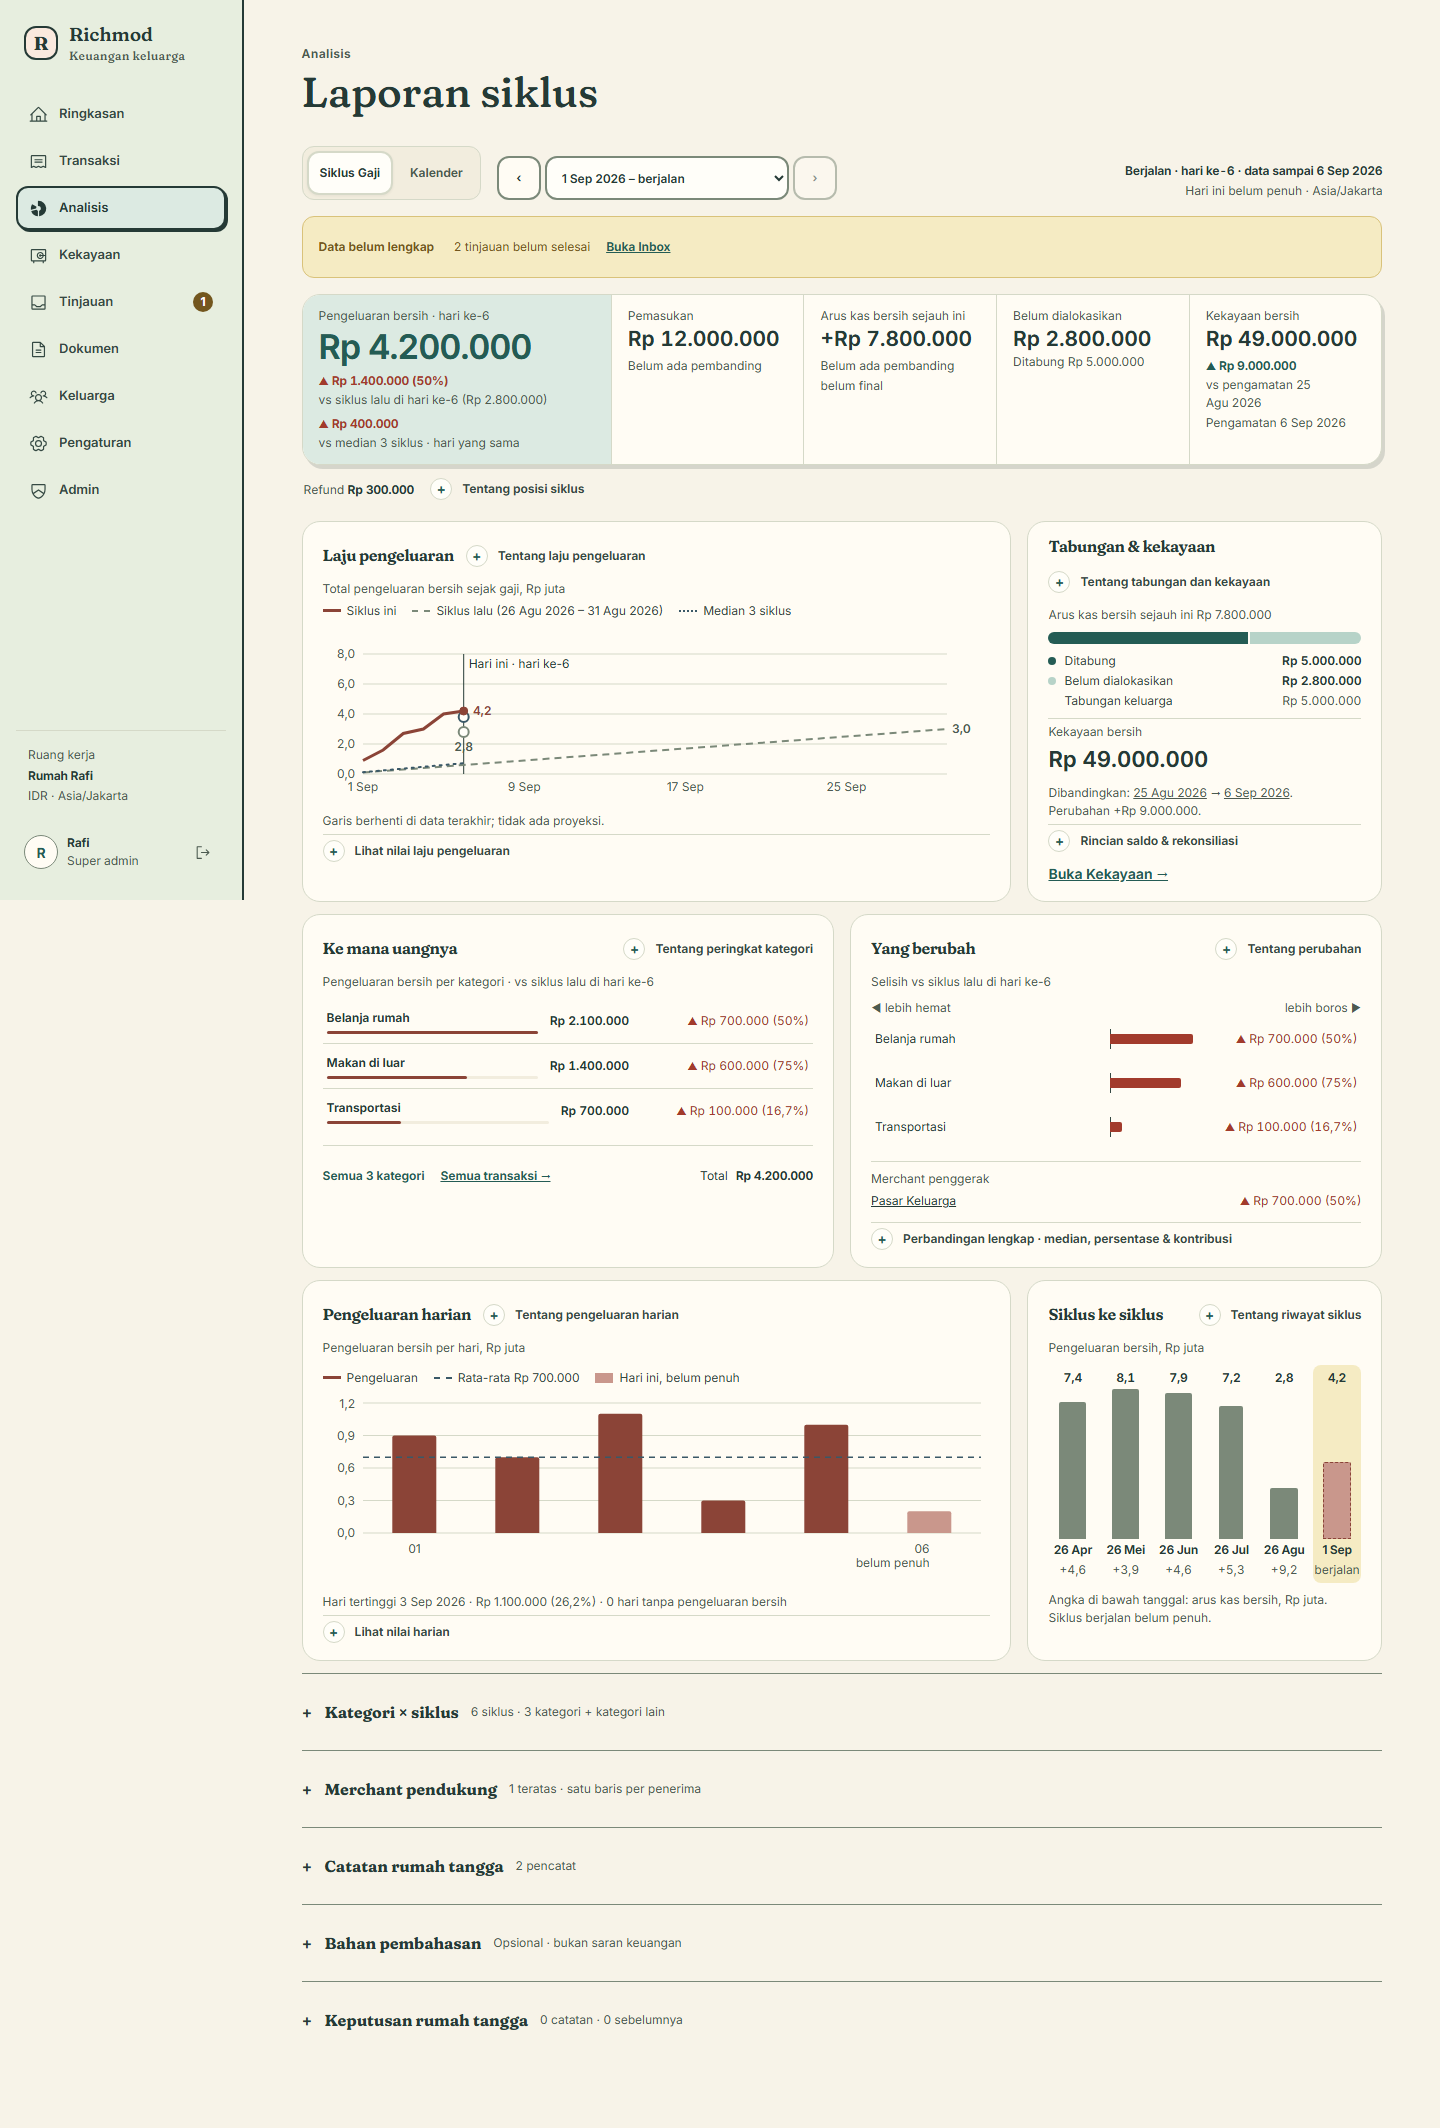 R
Richmod
Keuangan keluarga
Ringkasan
Transaksi
Analisis
Kekayaan
Tinjauan
1
Dokumen
Keluarga
Pengaturan
Admin
Ruang kerja
Rumah Rafi
IDR · Asia/Jakarta
R
Rafi
Super admin
Analisis
Laporan siklus
Siklus Gaji
Kalender
‹
1 Sep 2026 – berjalan
›
Berjalan · hari ke-6 · data sampai 6 Sep 2026
Hari ini belum penuh · Asia/Jakarta
Data belum lengkap 2 tinjauan belum selesai Buka Inbox
Pengeluaran bersih · hari ke-6
Rp 4.200.000
▲ Rp 1.400.000 (50%)
vs siklus lalu di hari ke-6 (Rp 2.800.000)
▲ Rp 400.000
vs median 3 siklus · hari yang sama
Pemasukan
Rp 12.000.000
Belum ada pembanding
Arus kas bersih sejauh ini
+Rp 7.800.000
Belum ada pembanding
belum final
Belum dialokasikan
Rp 2.800.000
Ditabung Rp 5.000.000
Kekayaan bersih
Rp 49.000.000
▲ Rp 9.000.000
vs pengamatan 25
Agu 2026
Pengamatan 6 Sep 2026
Refund Rp 300.000 + Tentang posisi siklus
Laju pengeluaran + Tentang laju pengeluaran
Total pengeluaran bersih sejak gaji, Rp juta
Siklus ini Siklus lalu (26 Agu 2026 – 31 Agu 2026) Median 3 siklus
8,0
6,0
4,0
2,0
0,0
Hari ini · hari ke-6
4,2
2,8
3,0
1 Sep 9 Sep 17 Sep 25 Sep
Garis berhenti di data terakhir; tidak ada proyeksi.
+ Lihat nilai laju pengeluaran
Tabungan & kekayaan
+ Tentang tabungan dan kekayaan
Arus kas bersih sejauh ini Rp 7.800.000
Ditabung Rp 5.000.000
Belum dialokasikan Rp 2.800.000
Tabungan keluarga Rp 5.000.000
Kekayaan bersih
Rp 49.000.000
Dibandingkan: 25 Agu 2026 → 6 Sep 2026.
Perubahan +Rp 9.000.000.
+ Rincian saldo & rekonsiliasi
Buka Kekayaan →
Ke mana uangnya + Tentang peringkat kategori
Pengeluaran bersih per kategori · vs siklus lalu di hari ke-6
Belanja rumah Rp 2.100.000 ▲ Rp 700.000 (50%)
Makan di luar Rp 1.400.000 ▲ Rp 600.000 (75%)
Transportasi Rp 700.000 ▲ Rp 100.000 (16,7%)
Semua 3 kategori Semua transaksi → Total Rp 4.200.000
Yang berubah + Tentang perubahan
Selisih vs siklus lalu di hari ke-6
◀ lebih hemat lebih boros ▶
Belanja rumah ▲ Rp 700.000 (50%)
Makan di luar ▲ Rp 600.000 (75%)
Transportasi ▲ Rp 100.000 (16,7%)
Merchant penggerak
Pasar Keluarga ▲ Rp 700.000 (50%)
+ Perbandingan lengkap · median, persentase & kontribusi
Pengeluaran harian + Tentang pengeluaran harian
Pengeluaran bersih per hari, Rp juta
Pengeluaran Rata-rata Rp 700.000 Hari ini, belum penuh
1,2
0,9
0,6
0,3
0,0
01 06
belum penuh
Hari tertinggi 3 Sep 2026 · Rp 1.100.000 (26,2%) · 0 hari tanpa pengeluaran bersih
+ Lihat nilai harian
Siklus ke siklus + Tentang riwayat siklus
Pengeluaran bersih, Rp juta
7,4 8,1 7,9 7,2 2,8 4,2
26 Apr 26 Mei 26 Jun 26 Jul 26 Agu 1 Sep
+4,6 +3,9 +4,6 +5,3 +9,2 berjalan
Angka di bawah tanggal: arus kas bersih, Rp juta.
Siklus berjalan belum penuh.
+ Kategori × siklus 6 siklus · 3 kategori + kategori lain
+ Merchant pendukung 1 teratas · satu baris per penerima
+ Catatan rumah tangga 2 pencatat
+ Bahan pembahasan Opsional · bukan saran keuangan
+ Keputusan rumah tangga 0 catatan · 0 sebelumnya